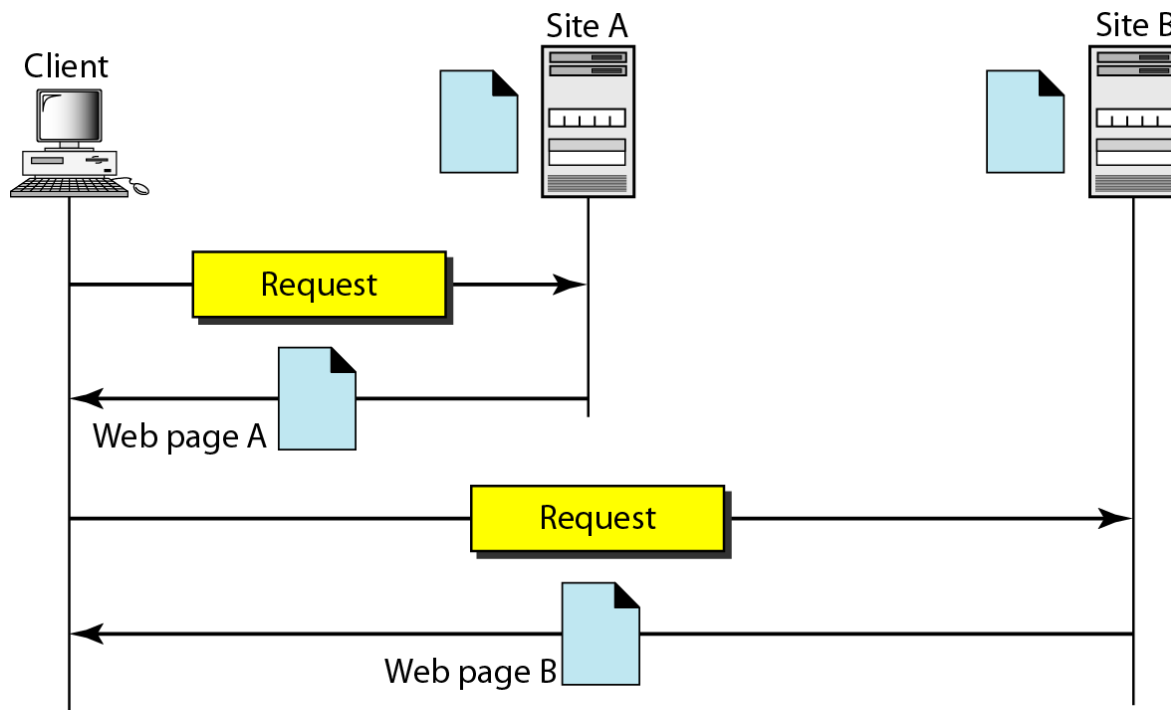 Site A
Site B
Client
Request
Web page A
Request
Web page B